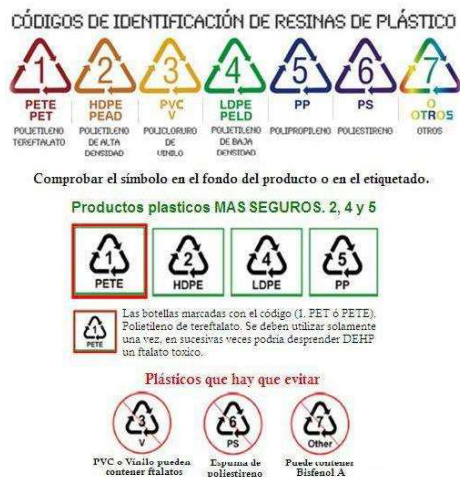 CÓDIGOS DE IDENTIFICACIÓN DE RESINAS DE PLÁSTICO
1 2 3 4 5 6 7
PETE HDPE PVC LDPE PP PS O
PET PEAD V PELD OTROS
POLIETILENO POLIETILENO POLICLORURO POLIETILENO POLIPROPILENO POLIESTIRENO OTROS
TEREFTALATO DE ALTA DE DE BAJA
DENSIDAD VINILO DENSIDAD
Comprobar el símbolo en el fondo del producto o en el etiquetado.
Productos plasticos MAS SEGUROS. 2, 4 y 5
1 2 4 5
PETE HDPE LDPE PP
Las botellas marcadas con el código (1. PET ó PETE).
1 Polietileno de tereftalato. Se deben utilizar solamente
PETE una vez, en sucesivas veces podría desprender DEHP
un ftalato toxico.
Plásticos que hay que evitar
3 6 7
V PS Other
PVC o Vinilo pueden Espuma de Puede contener
contener ftalatos poliestireno Bisfenol A